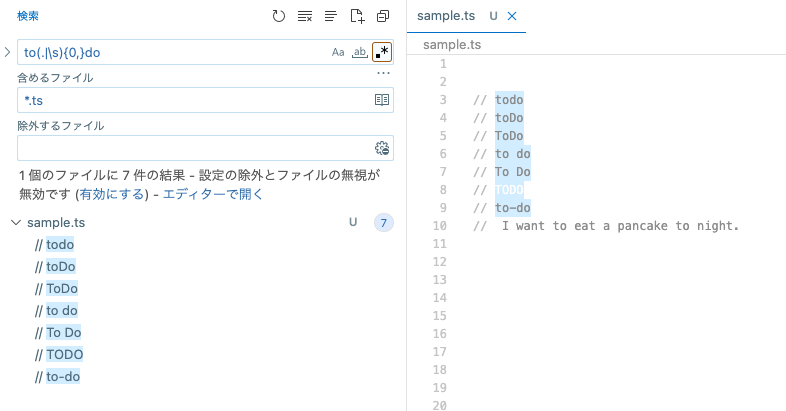 検索
to(.|\s){0,}do
Aa ab .*
...
含めるファイル
*.ts
除外するファイル
1 個のファイルに 7 件の結果 - 設定の除外とファイルの無視が
無効です (有効にする) - エディターで開く
sample.ts U 7
// todo
// toDo
// ToDo
// to do
// To Do
// TODO
// to-do
sample.ts U
sample.ts
1
2
3 // todo
4 // toDo
5 // ToDo
6 // to do
7 // To Do
8 // TODO
9 // to-do
10 //  I want to eat a pancake to night.
11
12
13
14
15
16
17
18
19
20